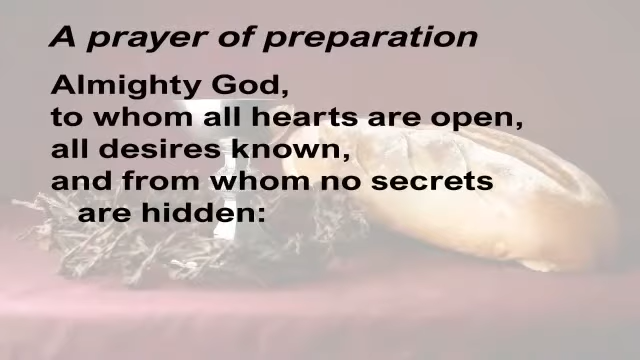 A prayer of preparation
Almighty God,
to whom all hearts are open,
all desires known,
and from whom no secrets
are hidden: